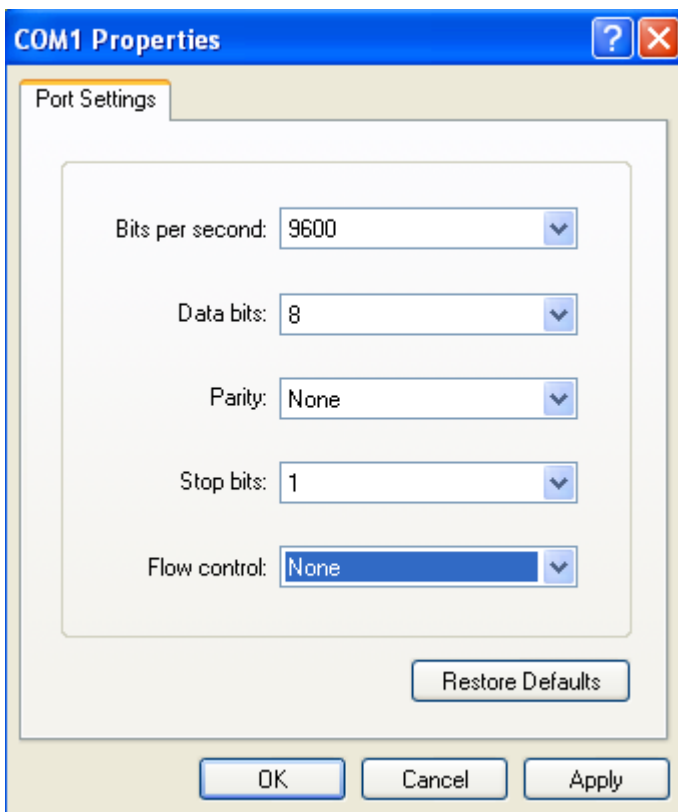 COM1 Properties
Port Settings
Bits per second: 9600
Data bits: 8
Parity: None
Stop bits: 1
Flow control: None
Restore Defaults
OK Cancel Apply